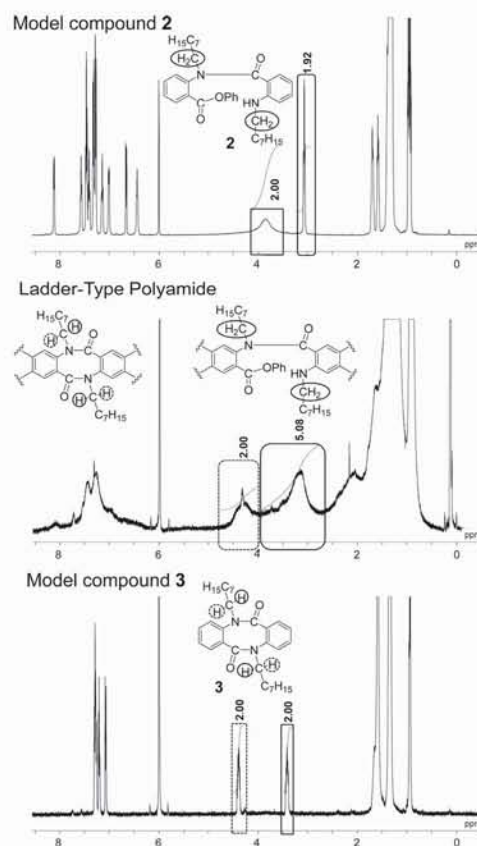 Model compound 2
H15C7
H2C
N
O
O
OPh
HN
CH2
C7H15
2
2.00
1.92
8 6 4 2 0
ppm
Ladder-Type Polyamide
H15C7
H
H
N
O
O
N
H
H
C7H15
H15C7
H2C
N
O
OPh
O
HN
CH2
C7H15
2.00
5.08
8 6 4 2 0
ppm
Model compound 3
H15C7
H
H
N
O
O
N
H
H
C7H15
3
2.00
2.00
8 6 4 2 0
ppm